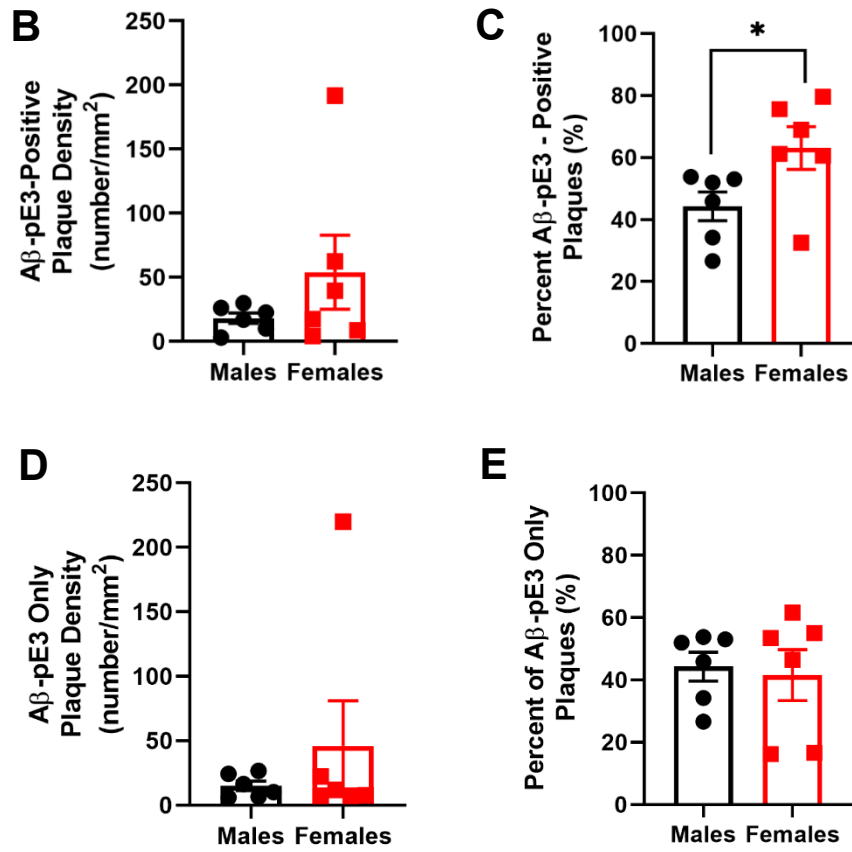 B
Aβ-pE3-Positive
Plaque Density
(number/mm²)
250
200
150
100
50
0
Males Females
C
Percent Aβ-pE3 - Positive
Plaques (%)
100
80
60
40
20
0
*
Males Females
D
Aβ-pE3 Only
Plaque Density
(number/mm²)
250
200
150
100
50
0
Males Females
E
Percent of Aβ-pE3 Only
Plaques (%)
100
80
60
40
20
0
Males Females